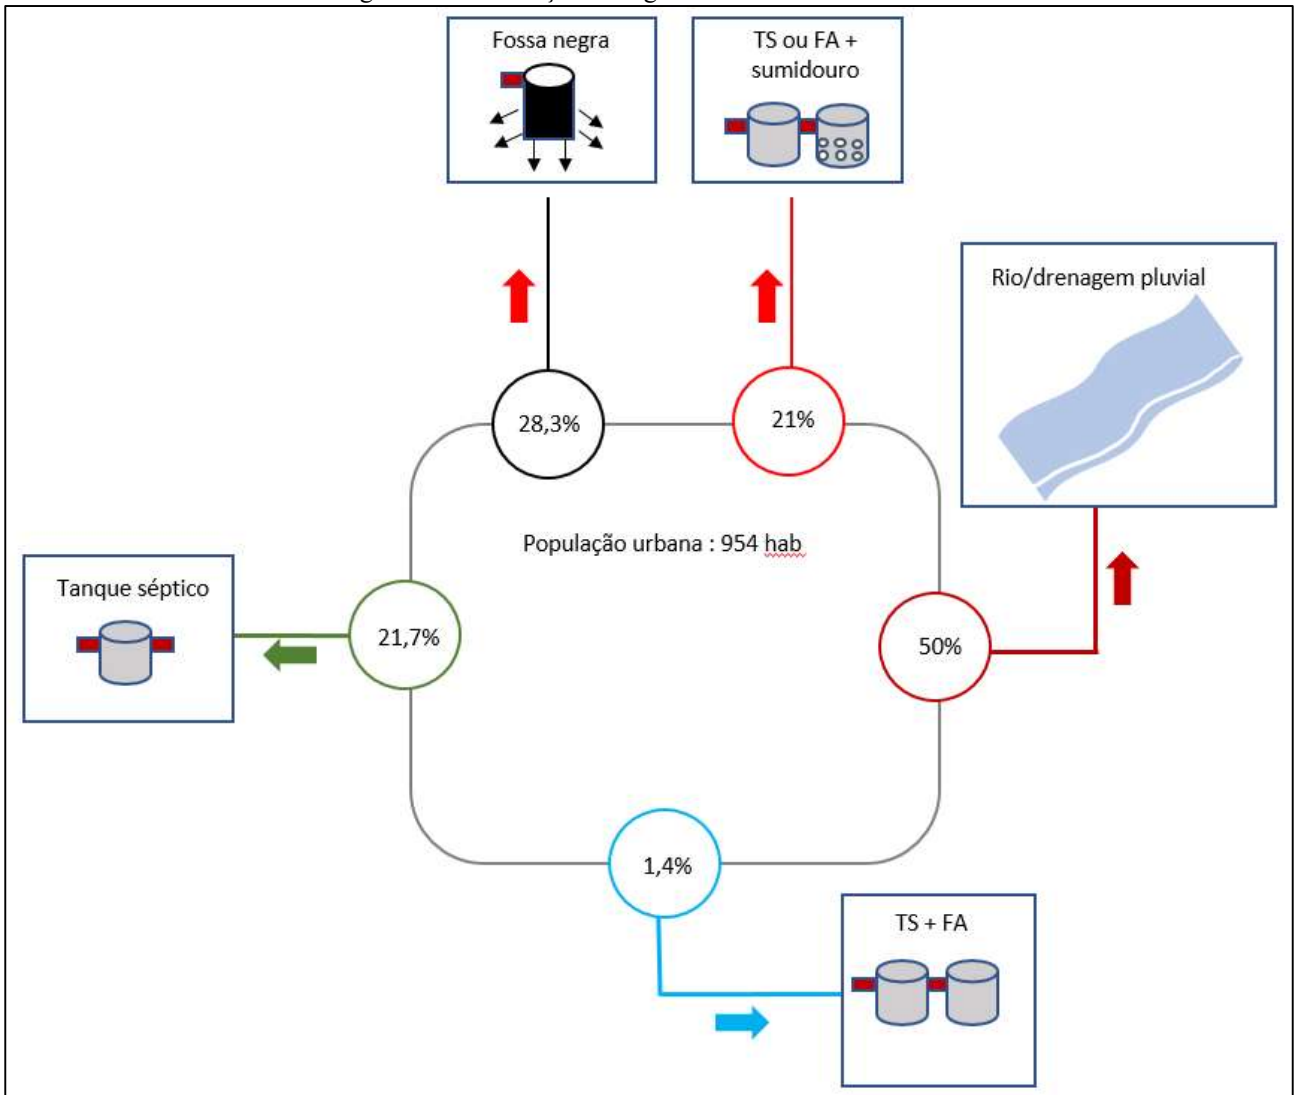 Fossa negra
TS ou FA +
sumidouro
Rio/drenagem pluvial
28,3%
21%
População urbana : 954 hab
Tanque séptico
21,7%
50%
1,4%
TS + FA